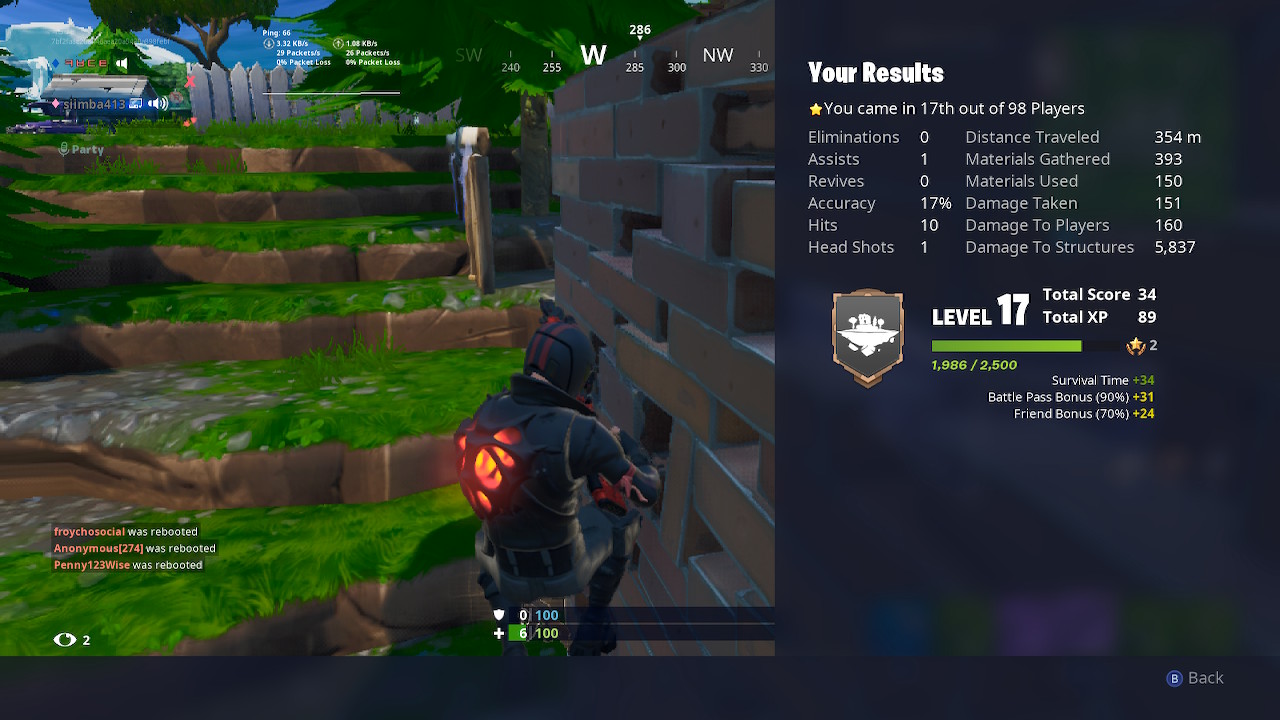 Ping: 66
3.32 KB/s 1.08 KB/s
29 Packets/s 26 Packets/s
0% Packet Loss 0% Packet Loss
286
SW 240 255 W 285 300 NW 330
siimba413
Party
froychosocial was rebooted
Anonymous[274] was rebooted
Penny123Wise was rebooted
2
0 100
6 100
Your Results
You came in 17th out of 98 Players
Eliminations 0 Distance Traveled 354 m
Assists 1 Materials Gathered 393
Revives 0 Materials Used 150
Accuracy 17% Damage Taken 151
Hits 10 Damage To Players 160
Head Shots 1 Damage To Structures 5,837
LEVEL 17
Total Score 34
Total XP 89
2
1,986 / 2,500
Survival Time +34
Battle Pass Bonus (90%) +31
Friend Bonus (70%) +24
B Back